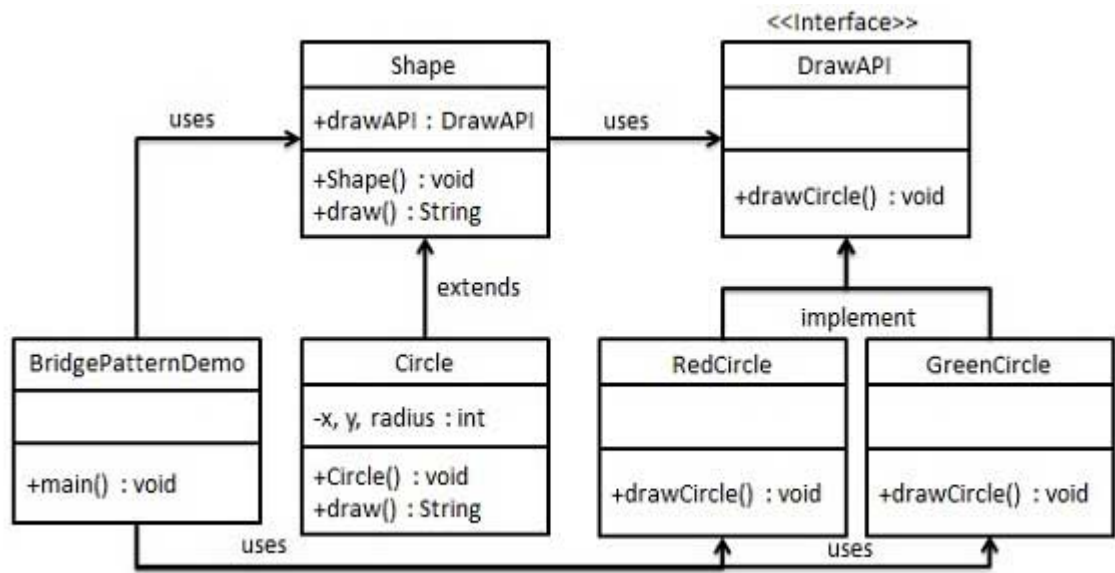 <<Interface>>
Shape
+drawAPI : DrawAPI
+Shape() : void
+draw() : String
DrawAPI
+drawCircle() : void
uses
uses
extends
implement
BridgePatternDemo
+main() : void
Circle
-x, y, radius : int
+Circle() : void
+draw() : String
RedCircle
+drawCircle() : void
GreenCircle
+drawCircle() : void
uses
uses